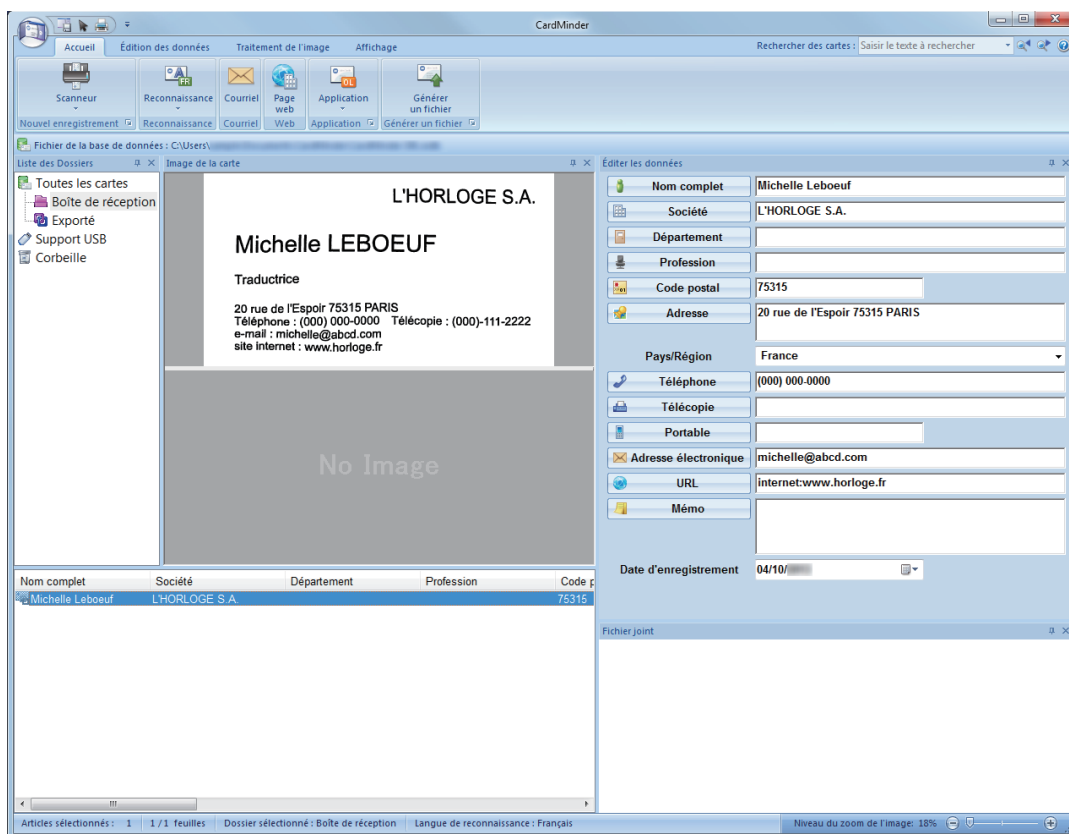 CardMinder
Accueil Édition des données Traitement de l'image Affichage
Rechercher des cartes : Saisir le texte à rechercher
Scanneur
Reconnaissance
Courriel
Page
web
Application
Générer
un fichier
Nouvel enregistrement Reconnaissance Courriel Web Application Générer un fichier
Fichier de la base de données : C:\Users\
Liste des Dossiers
Toutes les cartes
Boîte de réception
Exporté
Support USB
Corbeille
Image de la carte
L'HORLOGE S.A.
Michelle LEBOEUF
Traductrice
20 rue de l'Espoir 75315 PARIS
Téléphone : (000) 000-0000 Télécopie : (000)-111-2222
e-mail : michelle@abcd.com
site internet : www.horloge.fr
No Image
Éditer les données
Nom complet Michelle Leboeuf
Société L'HORLOGE S.A.
Département
Profession
Code postal 75315
Adresse 20 rue de l'Espoir 75315 PARIS
Pays/Région France
Téléphone (000) 000-0000
Télécopie
Portable
Adresse électronique michelle@abcd.com
URL internet:www.horloge.fr
Mémo
Date d'enregistrement 04/10/
Nom complet Société Département Profession Code p
Michelle Leboeuf L'HORLOGE S.A. 75315
Fichier joint
Articles sélectionnés : 1 1 / 1 feuilles Dossier sélectionné : Boîte de réception Langue de reconnaissance : Français
Niveau du zoom de l'image: 18%